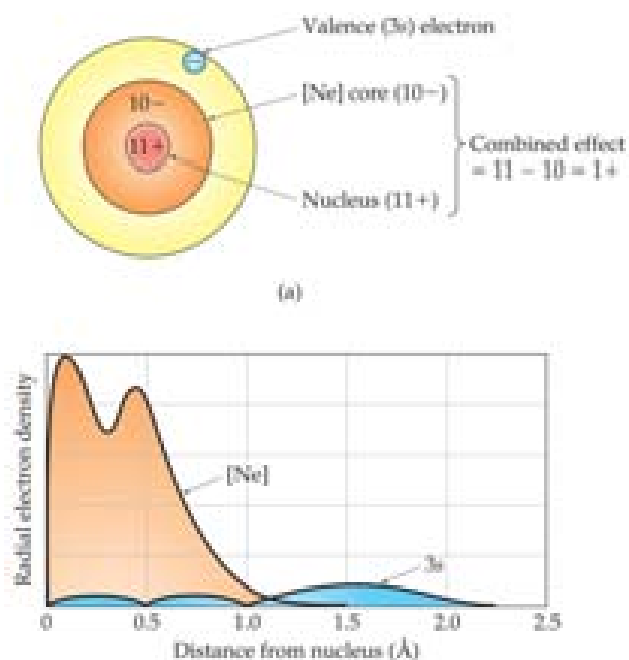 Valence (3s) electron
10−
[Ne] core (10−)
11+
Combined effect
= 11 − 10 = 1+
Nucleus (11+)
(a)
Radial electron density
[Ne]
3s
0 0.5 1.0 1.5 2.0 2.5
Distance from nucleus (Å)